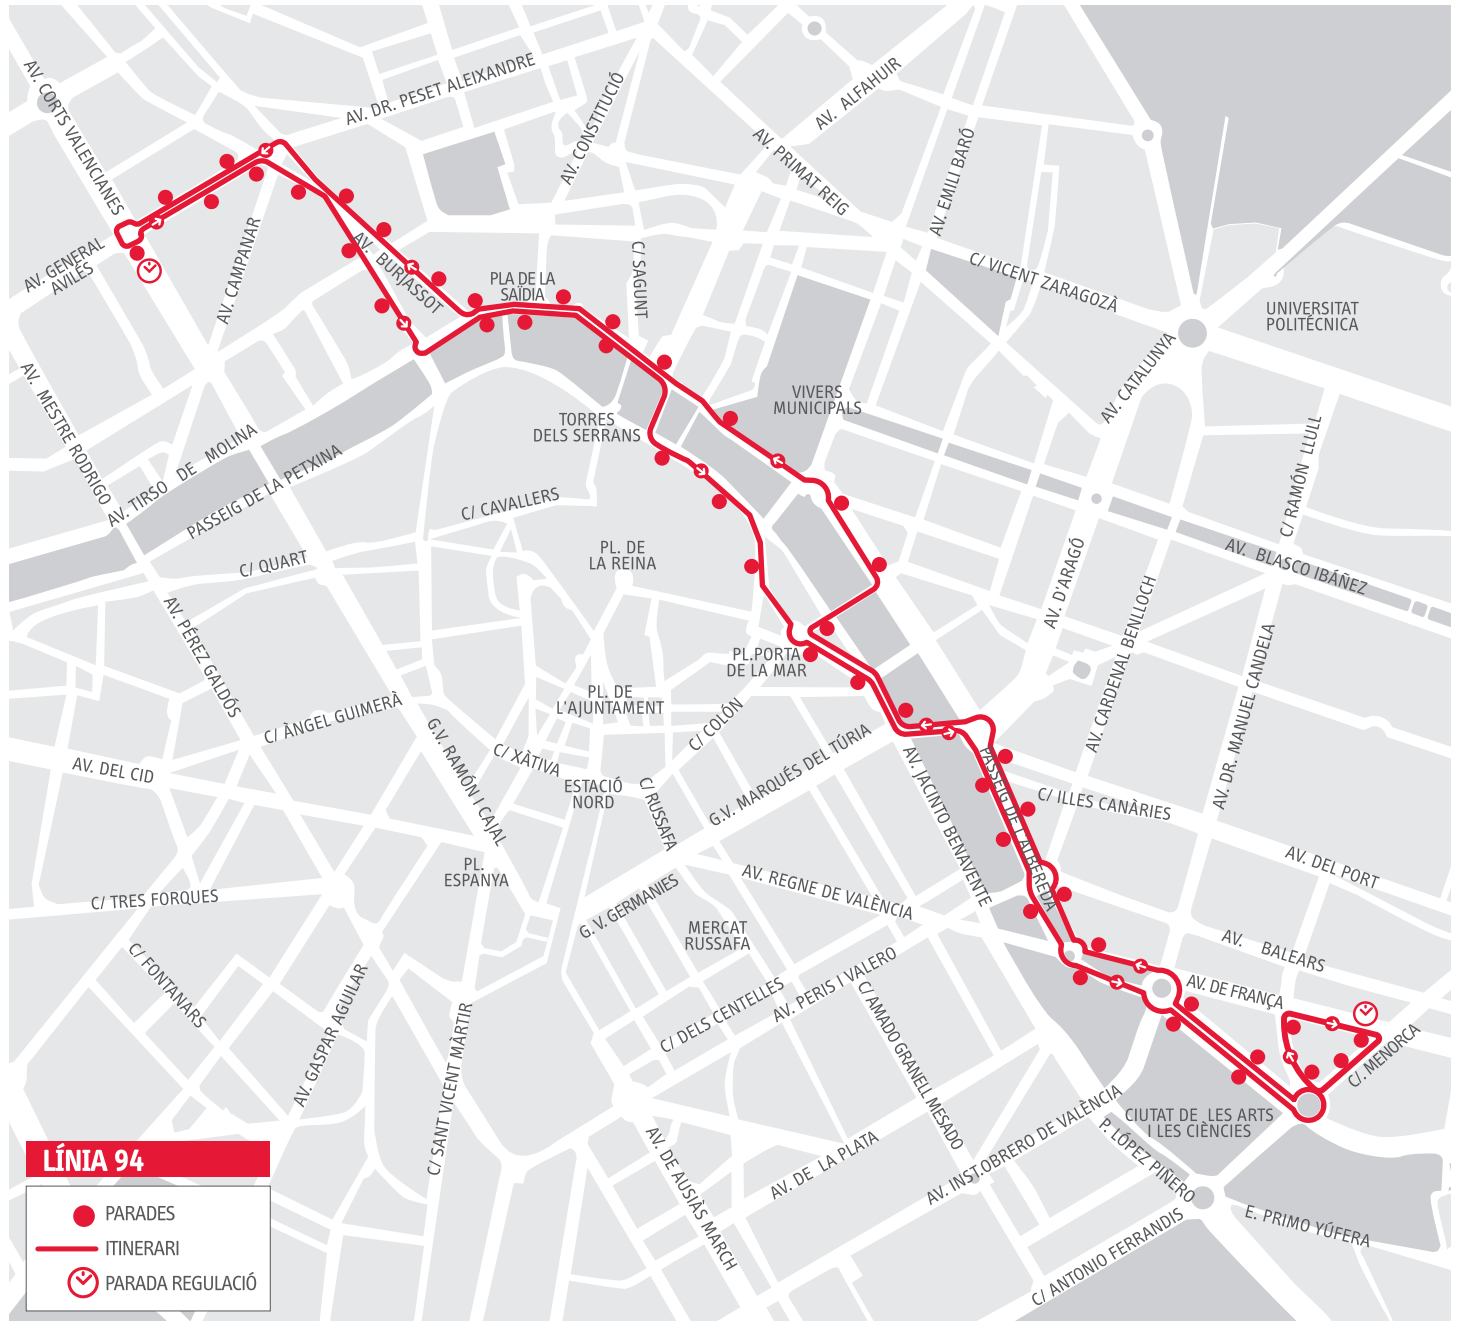 AV. CORTS VALENCIANES
AV. DR. PESET ALEIXANDRE
AV. CONSTITUCIÓ
AV. ALFAHUIR
AV. PRIMAT REIG
AV. EMILI BARÓ
AV. GENERAL
AVILÉS
AV. CAMPANAR
AV. BURJASSOT
PLA DE LA
SAÏDIA
C/ SAGUNT
C/ VICENT ZARAGOZÀ
UNIVERSITAT
POLITÈCNICA
AV. CATALUNYA
AV. MESTRE RODRIGO
AV. TIRSO DE MOLINA
PASSEIG DE LA PETXINA
TORRES
DELS SERRANS
VIVERS
MUNICIPALS
C/ RAMÓN LLULL
C/ CAVALLERS
C/ QUART
PL. DE
LA REINA
AV. BLASCO IBÁÑEZ
AV. D'ARAGÓ
AV. CARDENAL BENLLOCH
AV. DR. MANUEL CANDELA
AV. PÉREZ GALDÓS
PL.PORTA
DE LA MAR
PL. DE
L'AJUNTAMENT
C/ ÀNGEL GUIMERÀ
C/ COLÓN
G.V. RAMÓN I CAJAL
C/ XÀTIVA
ESTACIÓ
NORD
C/ RUSSAFA
G.V. MARQUÉS DEL TÚRIA
AV. JACINTO BENAVENTE
PASSEIG DE L'ALBEREDA
C/ ILLES CANÀRIES
AV. DEL CID
AV. DEL PORT
PL.
ESPANYA
C/ TRES FORQUES
G. V. GERMANIES
AV. REGNE DE VALÈNCIA
MERCAT
RUSSAFA
AV. BALEARS
C/ FONTANARS
AV. GASPAR AGUILAR
C/ SANT VICENT MÀRTIR
C/ DELS CENTELLES
AV. PERIS I VALERO
C/ AMADO GRANELL MESADO
AV. DE FRANÇA
C/. MENORCA
CIUTAT DE LES ARTS
I LES CIÈNCIES
AV. DE AUSIÀS MARCH
AV. DE LA PLATA
AV. INST.OBRERO DE VALÈNCIA
P. LÓPEZ PIÑERO
E. PRIMO YÚFERA
C/ ANTONIO FERRANDIS
LÍNIA 94
PARADES
ITINERARI
PARADA REGULACIÓ